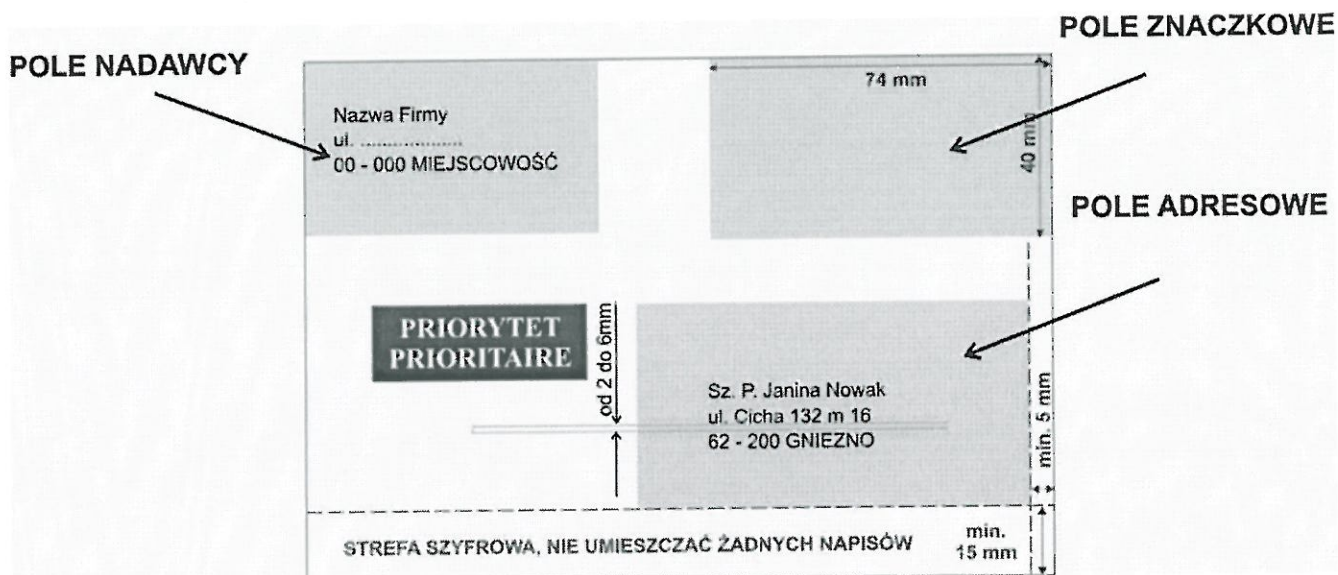 POLE ZNACZKOWE
POLE NADAWCY
74 mm
Nazwa Firmy
ul. ...................
00 - 000 MIEJSCOWOŚĆ
40 mm
POLE ADRESOWE
PRIORYTET
PRIORITAIRE
od 2 do 6mm
Sz. P. Janina Nowak
ul. Cicha 132 m 16
62 - 200 GNIEZNO
min. 5 mm
STREFA SZYFROWA, NIE UMIESZCZAĆ ŻADNYCH NAPISÓW
min.
15 mm